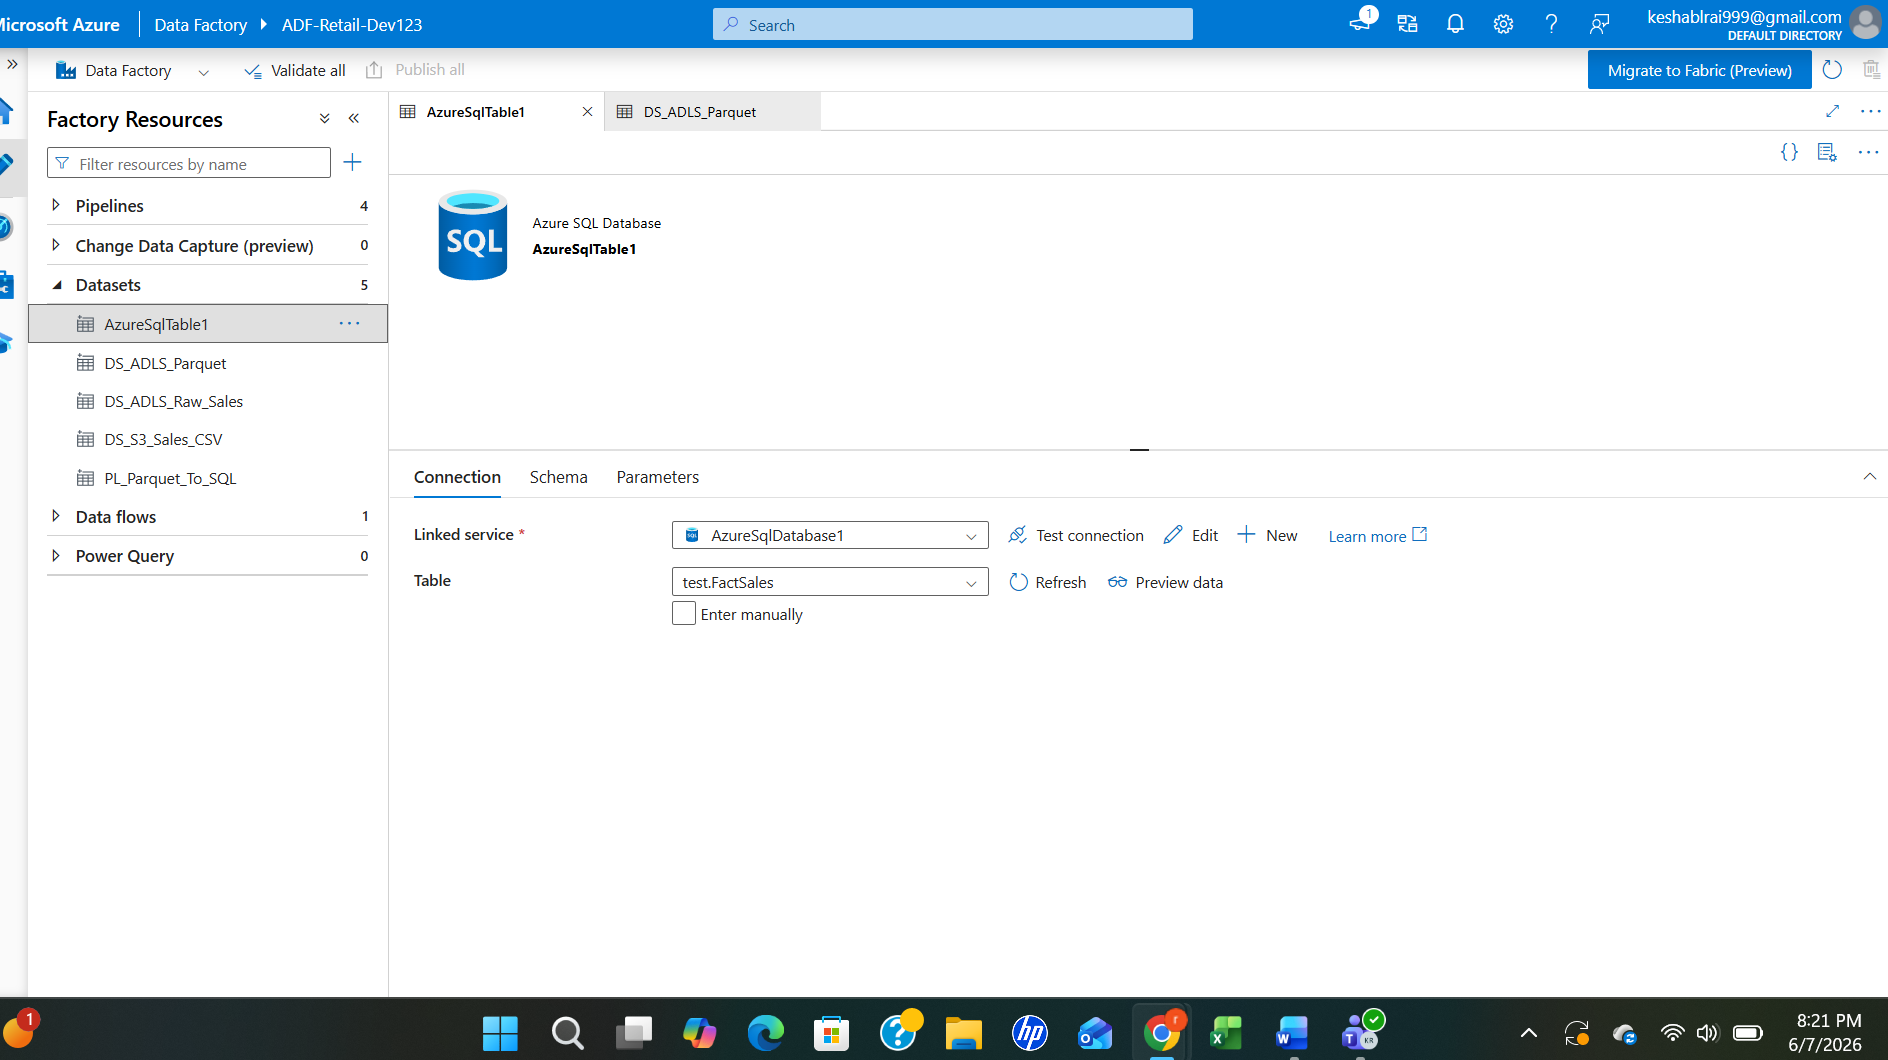 Microsoft Azure
Data Factory
ADF-Retail-Dev123
Search
1
keshablrai999@gmail.com
DEFAULT DIRECTORY
Data Factory
Validate all
Publish all
Migrate to Fabric (Preview)
Factory Resources
Filter resources by name
Pipelines 4
Change Data Capture (preview) 0
Datasets 5
AzureSqlTable1
DS_ADLS_Parquet
DS_ADLS_Raw_Sales
DS_S3_Sales_CSV
PL_Parquet_To_SQL
Data flows 1
Power Query 0
AzureSqlTable1
DS_ADLS_Parquet
SQL
Azure SQL Database
AzureSqlTable1
Connection
Schema
Parameters
Linked service *
AzureSqlDatabase1
Test connection
Edit
New
Learn more
Table
test.FactSales
Refresh
Preview data
Enter manually
1
hp
r
KR
8:21 PM
6/7/2026